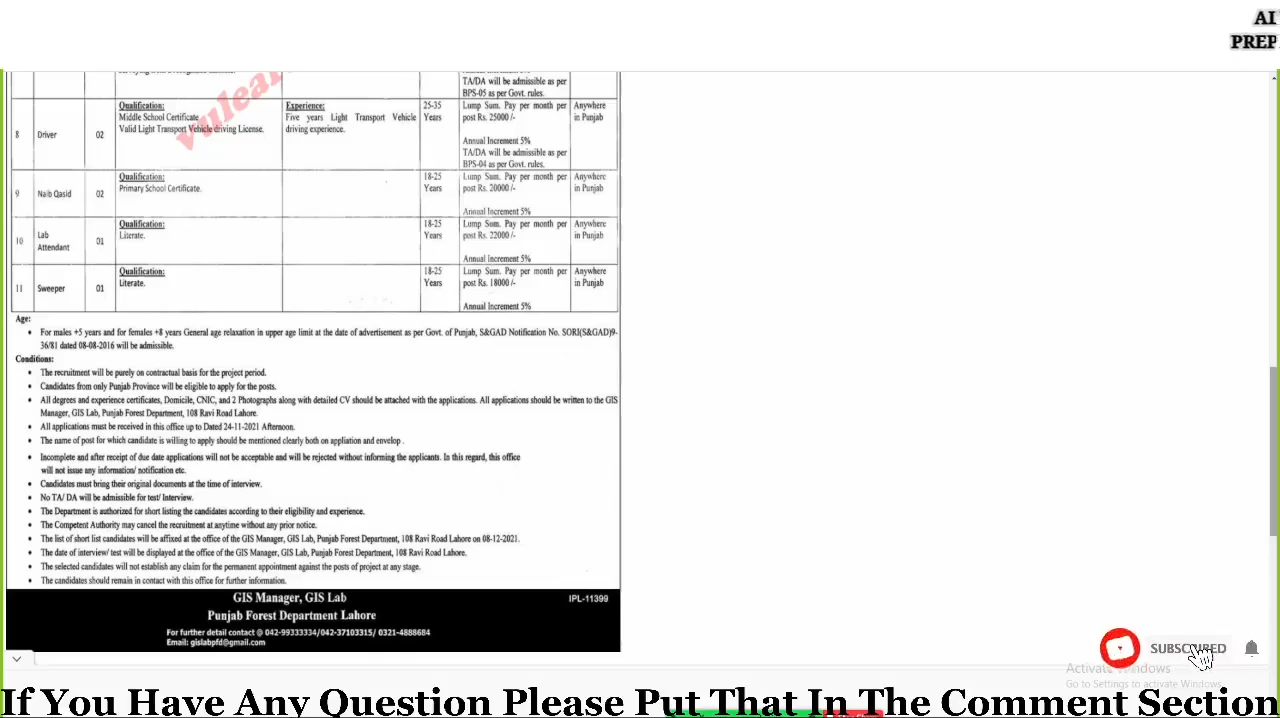 AI
PREP
TA/DA will be admissible as per
BPS-05 as per Govt. rules.
vulear
8 Driver 02 Qualification: Middle School Certificate Valid Light Transport Vehicle driving License. Experience: Five years Light Transport Vehicle driving experience. 25-35 Years Lump Sum. Pay per month per post Rs. 25000/- Anywhere in Punjab
Annual Increment 5%
TA/DA will be admissible as per
BPS-04 as per Govt. rules.
9 Naib Qasid 02 Qualification: Primary School Certificate. 18-25 Years Lump Sum. Pay per month per post Rs. 20000/- Anywhere in Punjab
Annual Increment 5%
10 Lab Attendant 01 Qualification: Literate. 18-25 Years Lump Sum. Pay per month per post Rs. 22000/- Anywhere in Punjab
Annual Increment 5%
11 Sweeper 01 Qualification: Literate. 18-25 Years Lump Sum. Pay per month per post Rs. 18000/- Anywhere in Punjab
Annual Increment 5%
Age:
• For males +5 years and for females +8 years General age relaxation in upper age limit at the date of advertisement as per Govt. of Punjab, S&GAD Notification No. SORI(S&GAD)9-
36/81 dated 08-08-2016 will be admissible.
Conditions:
• The recruitment will be purely on contractual basis for the project period.
• Candidates from only Punjab Province will be eligible to apply for the posts.
• All degrees and experience certificates, Domicile, CNIC, and 2 Photographs along with detailed CV should be attached with the applications. All applications should be written to the GIS
Manager, GIS Lab, Punjab Forest Department, 108 Ravi Road Lahore.
• All applications must be received in this office up to Dated 24-11-2021 Afternoon.
• The name of post for which candidate is willing to apply should be mentioned clearly both on appliation and envelop .
• Incomplete and after receipt of due date applications will not be acceptable and will be rejected without informing the applicants. In this regard, this office
will not issue any information/ notification etc.
• Candidates must bring their original documents at the time of interview.
• No TA/ DA will be admissible for test/ Interview.
• The Department is authorized for short listing the candidates according to their eligibility and experience.
• The Competent Authority may cancel the recruitment at anytime without any prior notice.
• The list of short list candidates will be affixed at the office of the GIS Manager, GIS Lab, Punjab Forest Department, 108 Ravi Road Lahore on 08-12-2021.
• The date of interview/ test will be displayed at the office of the GIS Manager, GIS Lab, Punjab Forest Department, 108 Ravi Road Lahore.
• The selected candidates will not establish any claim for the permanent appointment against the posts of project at any stage.
• The candidates should remain in contact with this office for further information.
GIS Manager, GIS Lab
IPL-11399
Punjab Forest Department Lahore
For further detail contact @ 042-99333334/042-37103315/ 0321-4888684
Email: gislabpfd@gmail.com
SUBSCRIBED
Activate Windows
Go to Settings to activate Windows.
If You Have Any Question Please Put That In The Comment Section